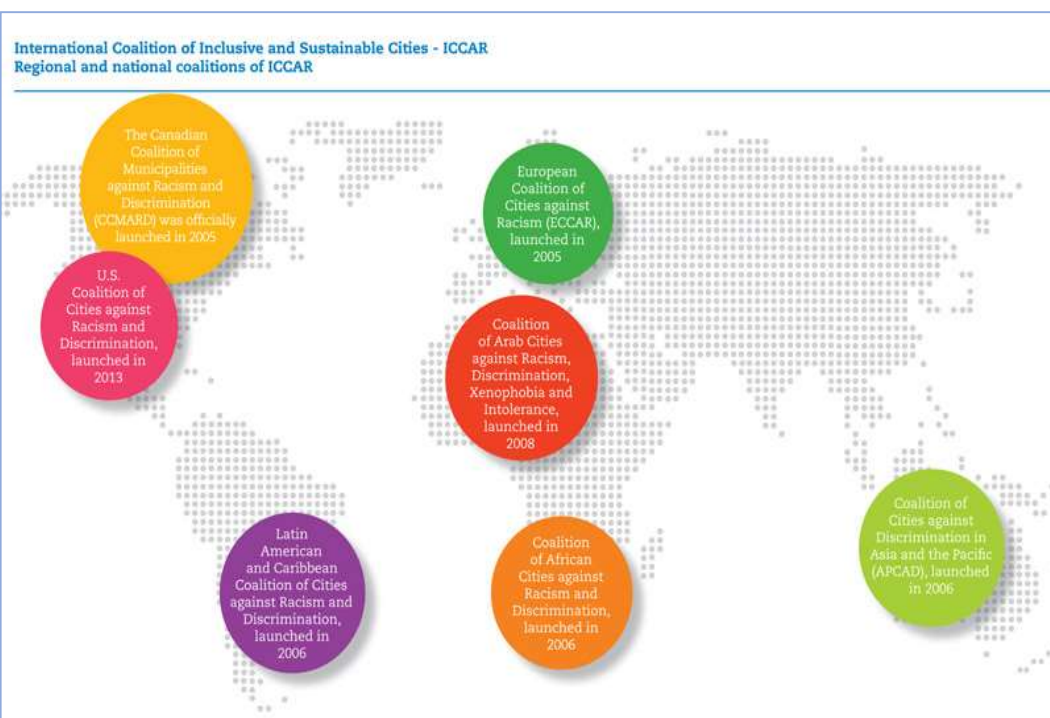 International Coalition of Inclusive and Sustainable Cities - ICCAR
Regional and national coalitions of ICCAR
The Canadian
Coalition of
Municipalities
against Racism and
Discrimination
(CCMARD) was officially
launched in 2005
European
Coalition of
Cities against
Racism (ECCAR),
launched in
2005
U.S.
Coalition of
Cities against
Racism and
Discrimination,
launched in
2013
Coalition
of Arab Cities
against Racism,
Discrimination,
Xenophobia and
Intolerance,
launched in
2008
Latin
American
and Caribbean
Coalition of Cities
against Racism and
Discrimination,
launched in
2006
Coalition
of African
Cities against
Racism and
Discrimination,
launched in
2006
Coalition of
Cities against
Discrimination in
Asia and the Pacific
(APCAD), launched
in 2006